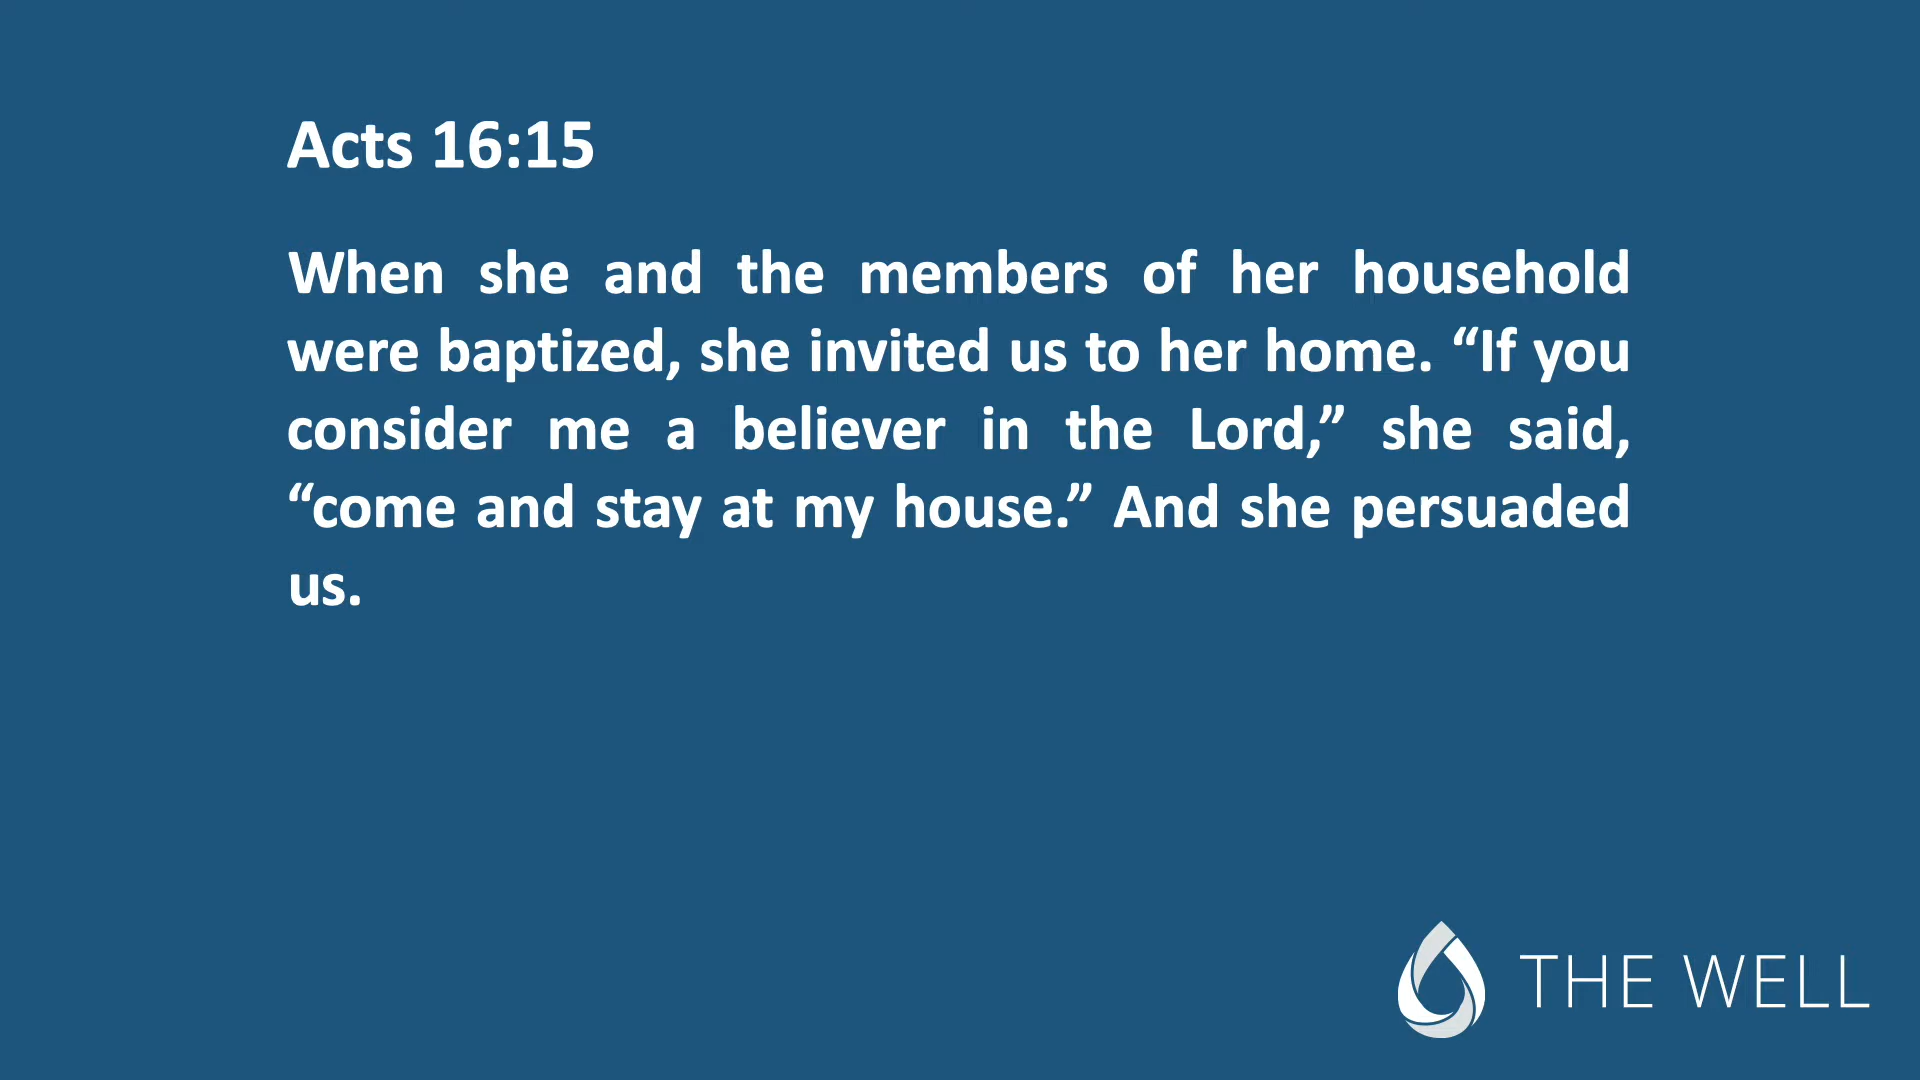 Acts 16:15
When she and the members of her household
were baptized, she invited us to her home. “If you
consider me a believer in the Lord,” she said,
“come and stay at my house.” And she persuaded
us.
THE WELL